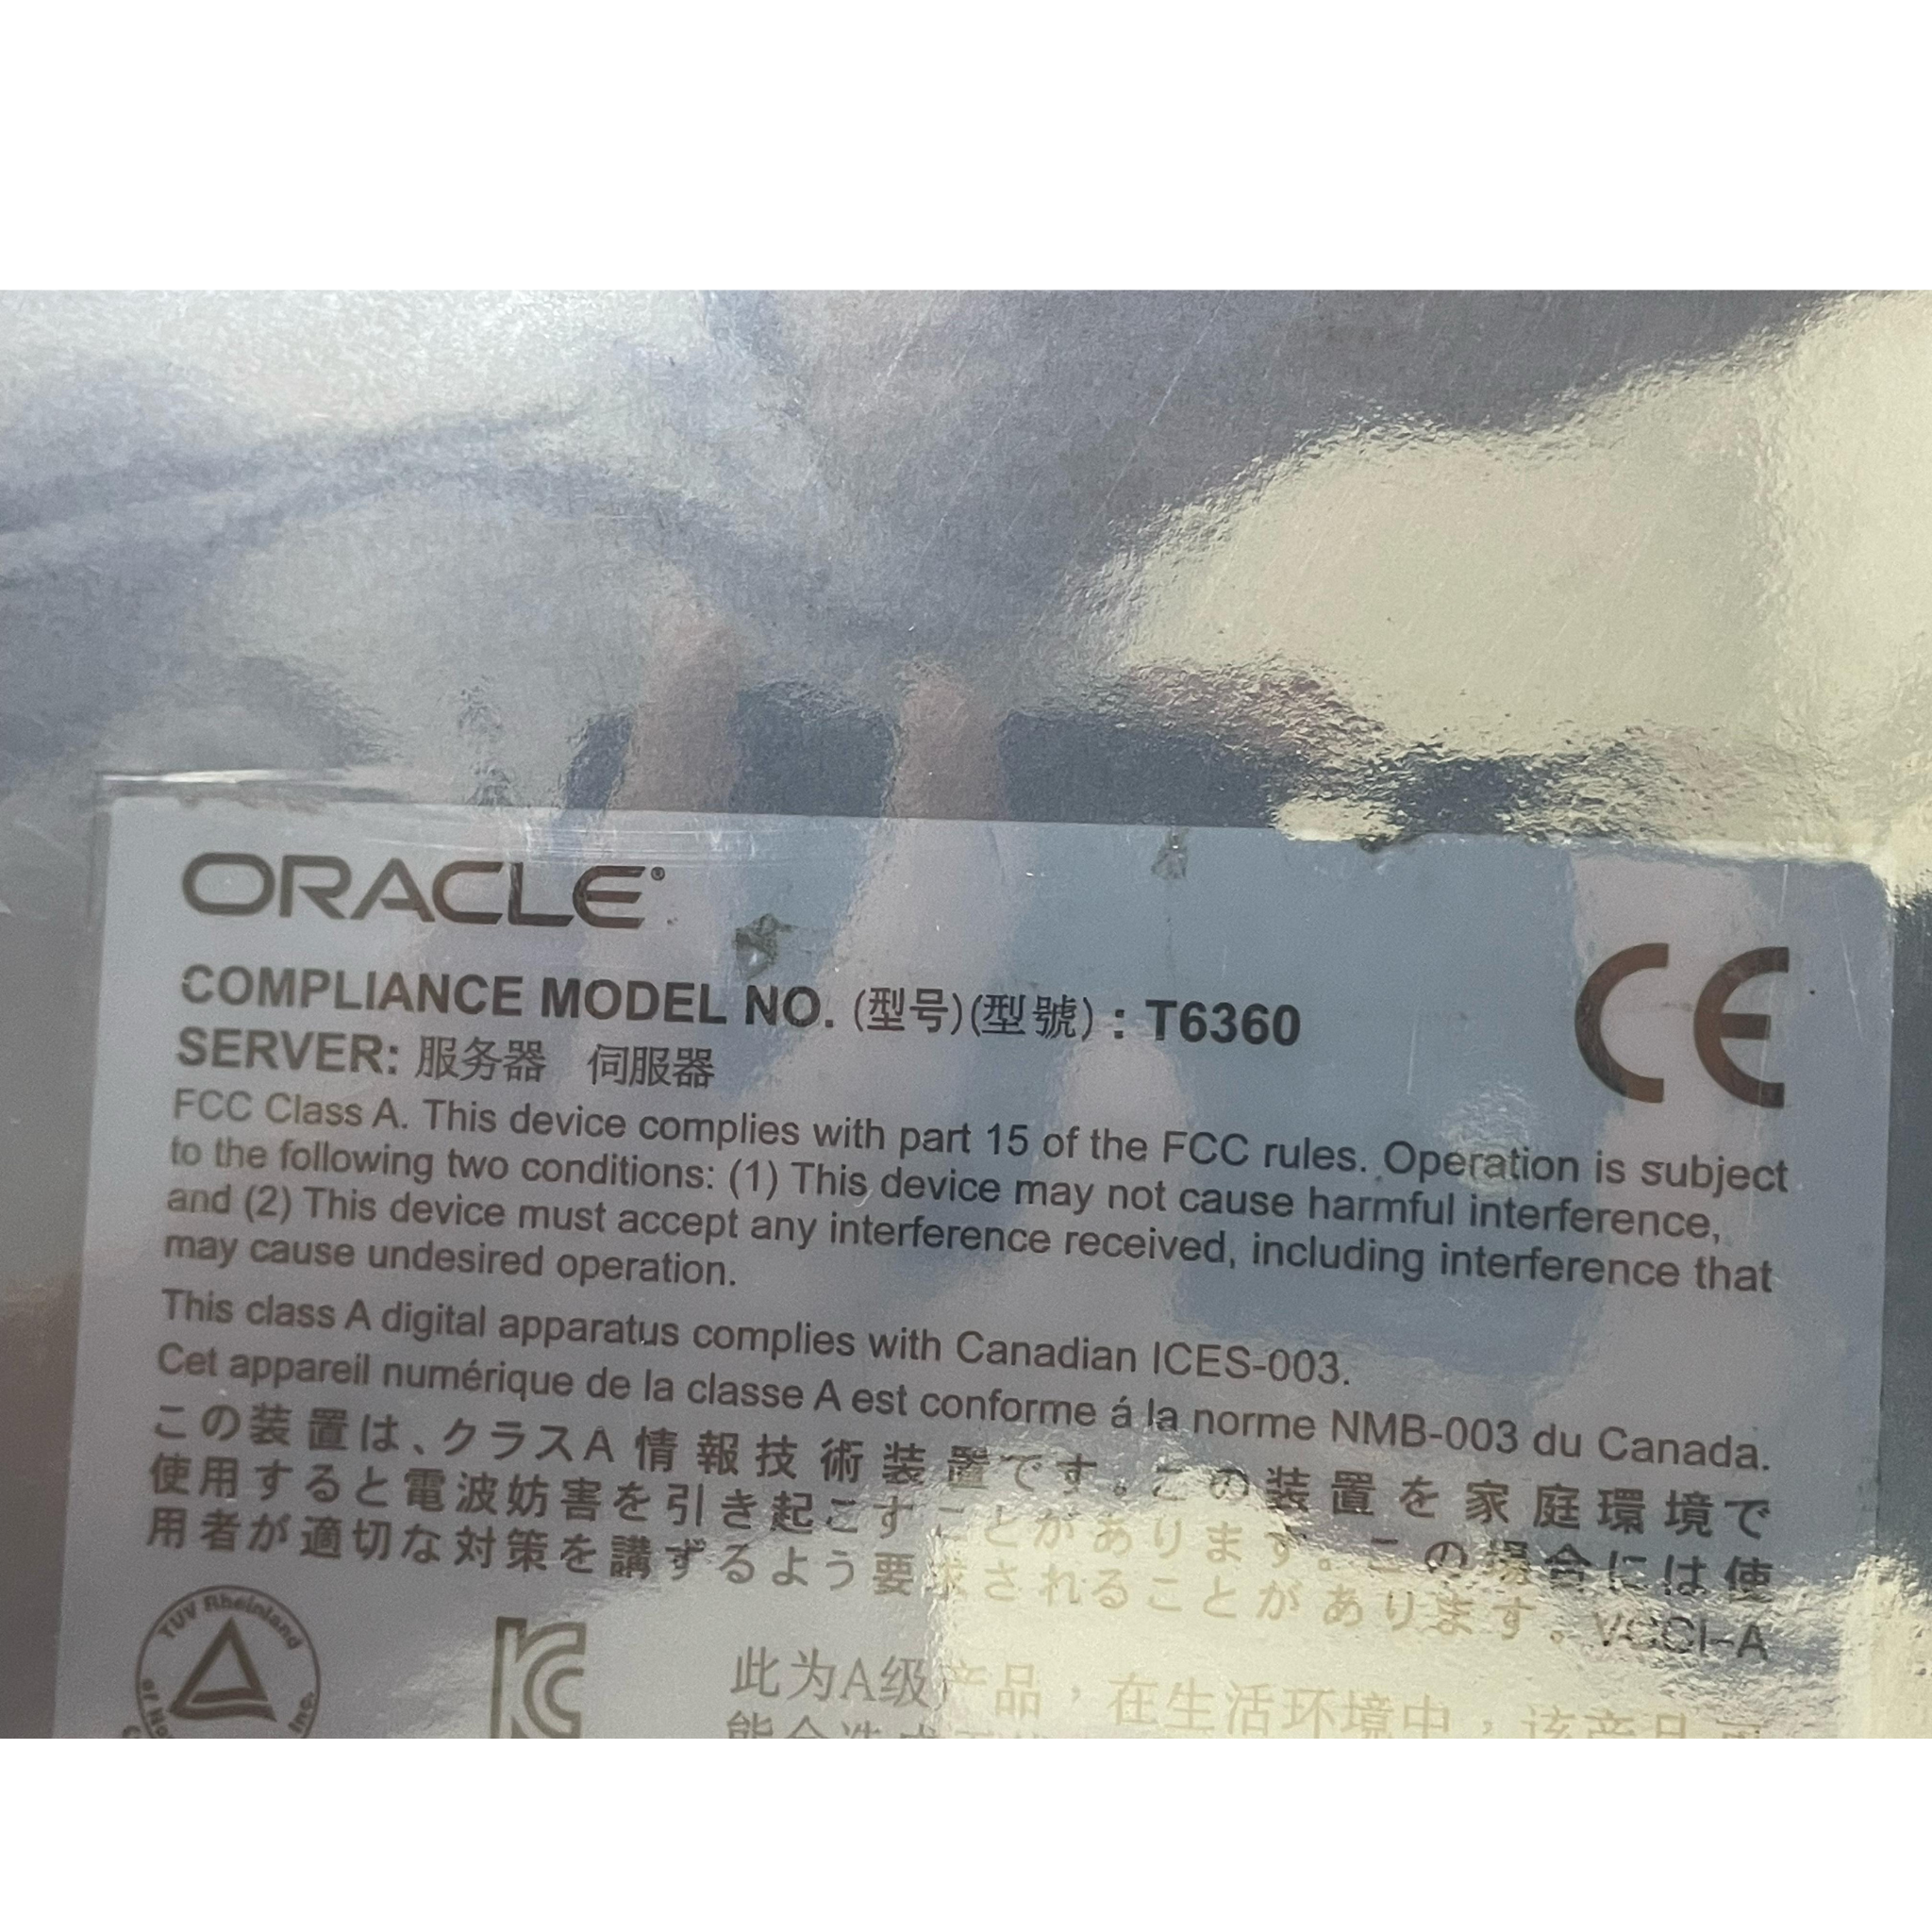 ORACLE®
COMPLIANCE MODEL NO. (型号)(型號) : T6360
SERVER: 服务器 伺服器
CE
FCC Class A. This device complies with part 15 of the FCC rules. Operation is subject
to the following two conditions: (1) This device may not cause harmful interference,
and (2) This device must accept any interference received, including interference that
may cause undesired operation.
This class A digital apparatus complies with Canadian ICES-003.
Cet appareil numérique de la classe A est conforme á la norme NMB-003 du Canada.
この装置は、クラスA 情報技術装置です。この装置を家庭環境で
使用すると電波妨害を引き起こすことがあります。この場合には使
用者が適切な対策を講ずるよう要求されることがあります。 VCCI-A
TUV Rheinland
of No
Inc.
KC
此为A级产品，在生活环境中，该产品可